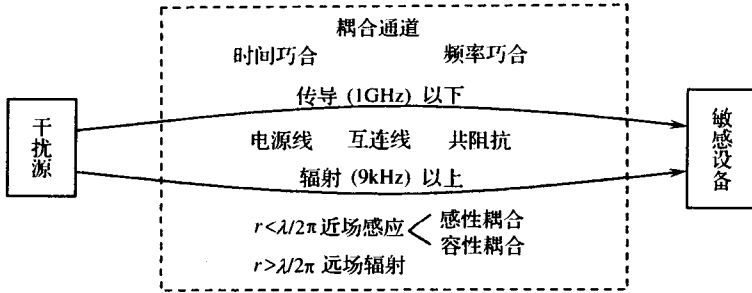 耦合通道
时间巧合 频率巧合
传导 (1GHz) 以下
干扰源
电源线 互连线 共阻抗
敏感设备
辐射 (9kHz) 以上
r<λ/2π 近场感应
感性耦合
容性耦合
r>λ/2π 远场辐射